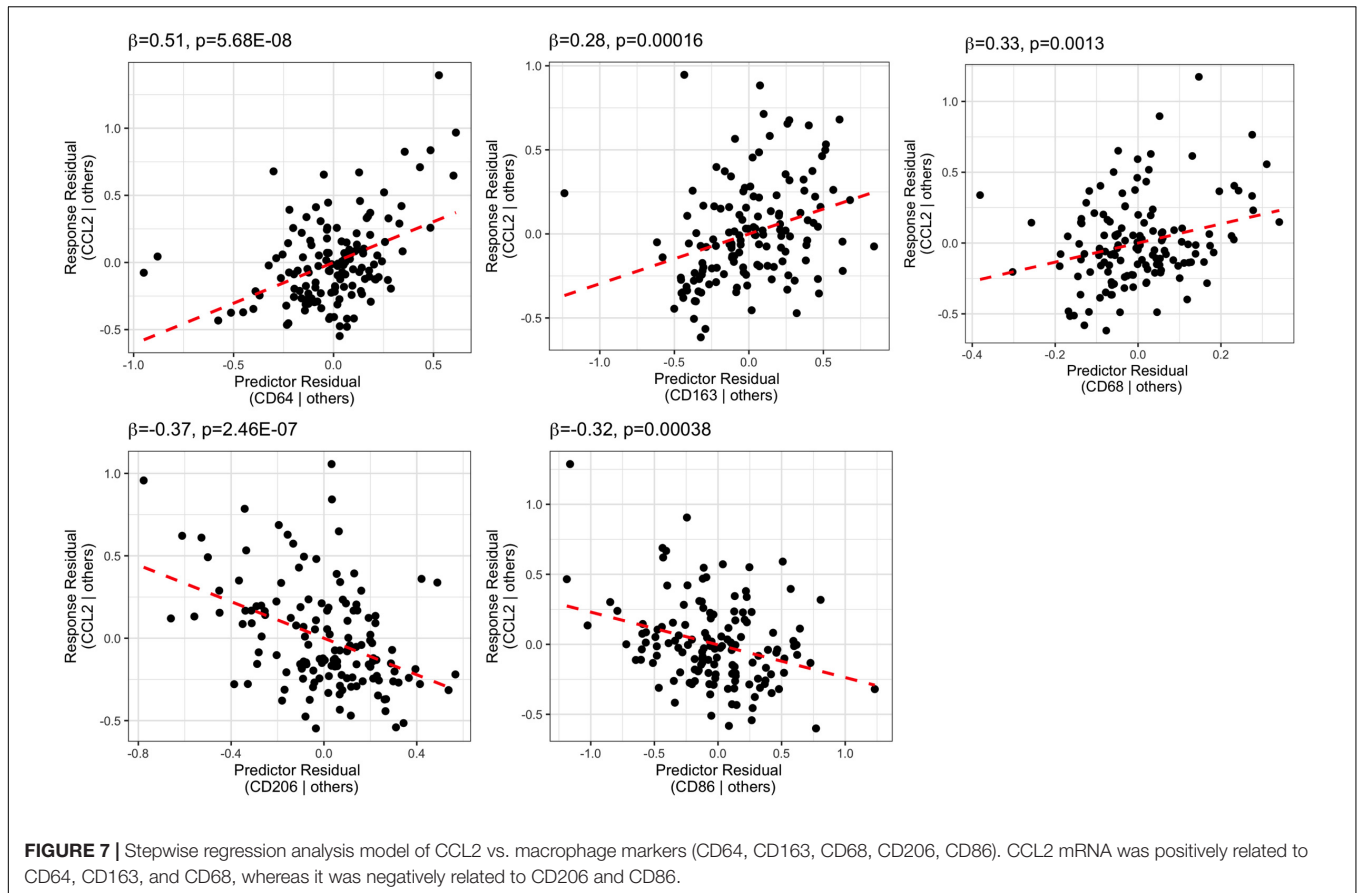 β=0.51, p=5.68E-08
1.0
0.5
0.0
-0.5
Response Residual
(CCL2 | others)
-1.0 -0.5 0.0 0.5
Predictor Residual
(CD64 | others)
β=0.28, p=0.00016
1.0
0.5
0.0
-0.5
Response Residual
(CCL2 | others)
-1.0 -0.5 0.0 0.5
Predictor Residual
(CD163 | others)
β=0.33, p=0.0013
1.0
0.5
0.0
-0.5
Response Residual
(CCL2 | others)
-0.4 -0.2 0.0 0.2
Predictor Residual
(CD68 | others)
β=-0.37, p=2.46E-07
1.0
0.5
0.0
-0.5
Response Residual
(CCL2 | others)
-0.8 -0.4 0.0 0.4
Predictor Residual
(CD206 | others)
β=-0.32, p=0.00038
1.0
0.5
0.0
-0.5
Response Residual
(CCL2 | others)
-1.0 -0.5 0.0 0.5 1.0
Predictor Residual
(CD86 | others)
FIGURE 7 | Stepwise regression analysis model of CCL2 vs. macrophage markers (CD64, CD163, CD68, CD206, CD86). CCL2 mRNA was positively related to
CD64, CD163, and CD68, whereas it was negatively related to CD206 and CD86.